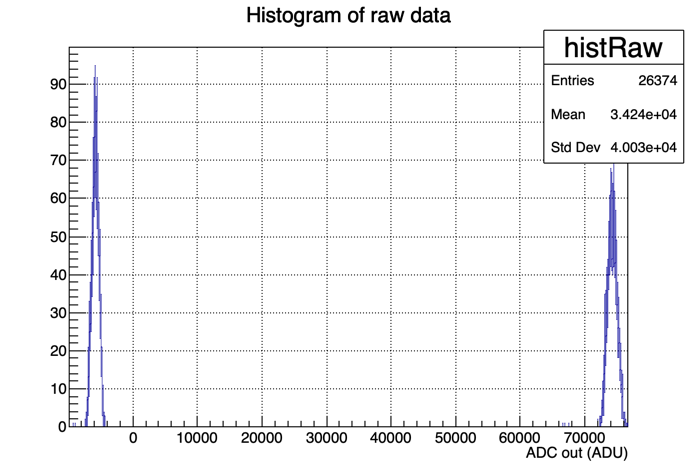 Histogram of raw data
histRaw
Entries 26374
Mean 3.424e+04
Std Dev 4.003e+04
90
80
70
60
50
40
30
20
10
0
0 10000 20000 30000 40000 50000 60000 70000
ADC out (ADU)